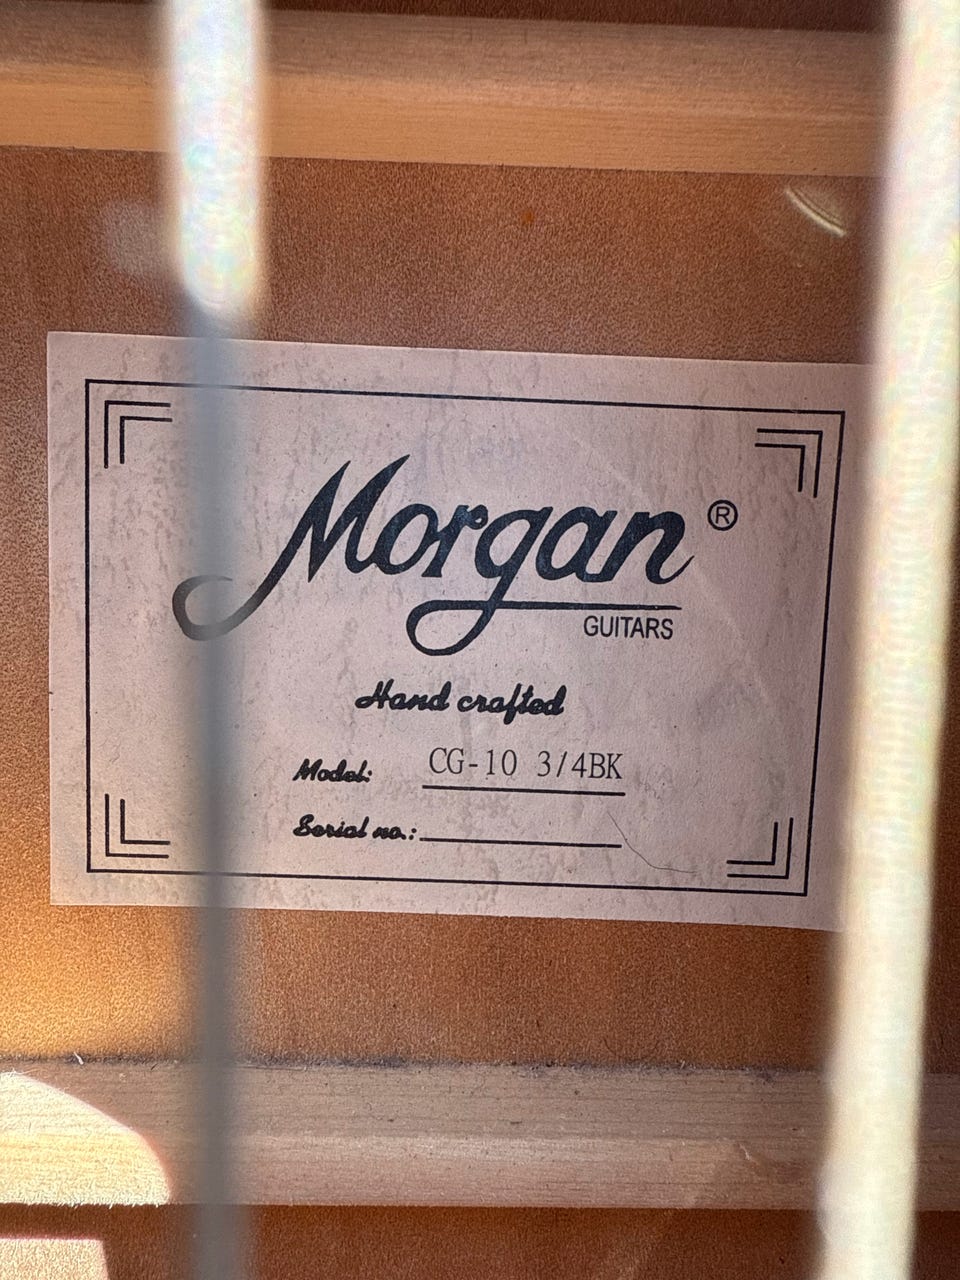 Morgan ®
GUITARS
Hand crafted
Model: CG-10 3/4BK
Serial no.: